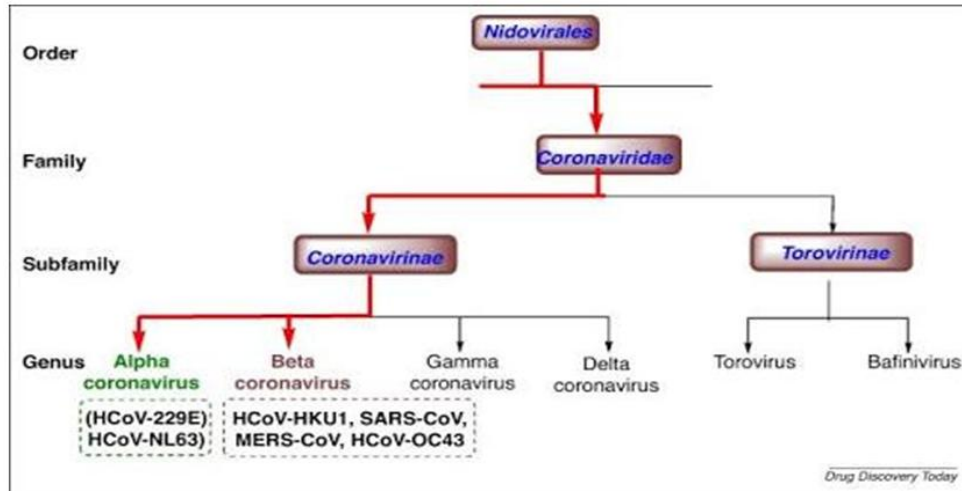 Order
Nidovirales
Family
Coronaviridae
Subfamily
Coronavirinae
Torovirinae
Genus
Alpha
coronavirus
Beta
coronavirus
Gamma
coronavirus
Delta
coronavirus
Torovirus
Bafinivirus
(HCoV-229E)
HCoV-NL63)
HCoV-HKU1, SARS-CoV,
MERS-CoV, HCoV-OC43
Drug Discovery Today